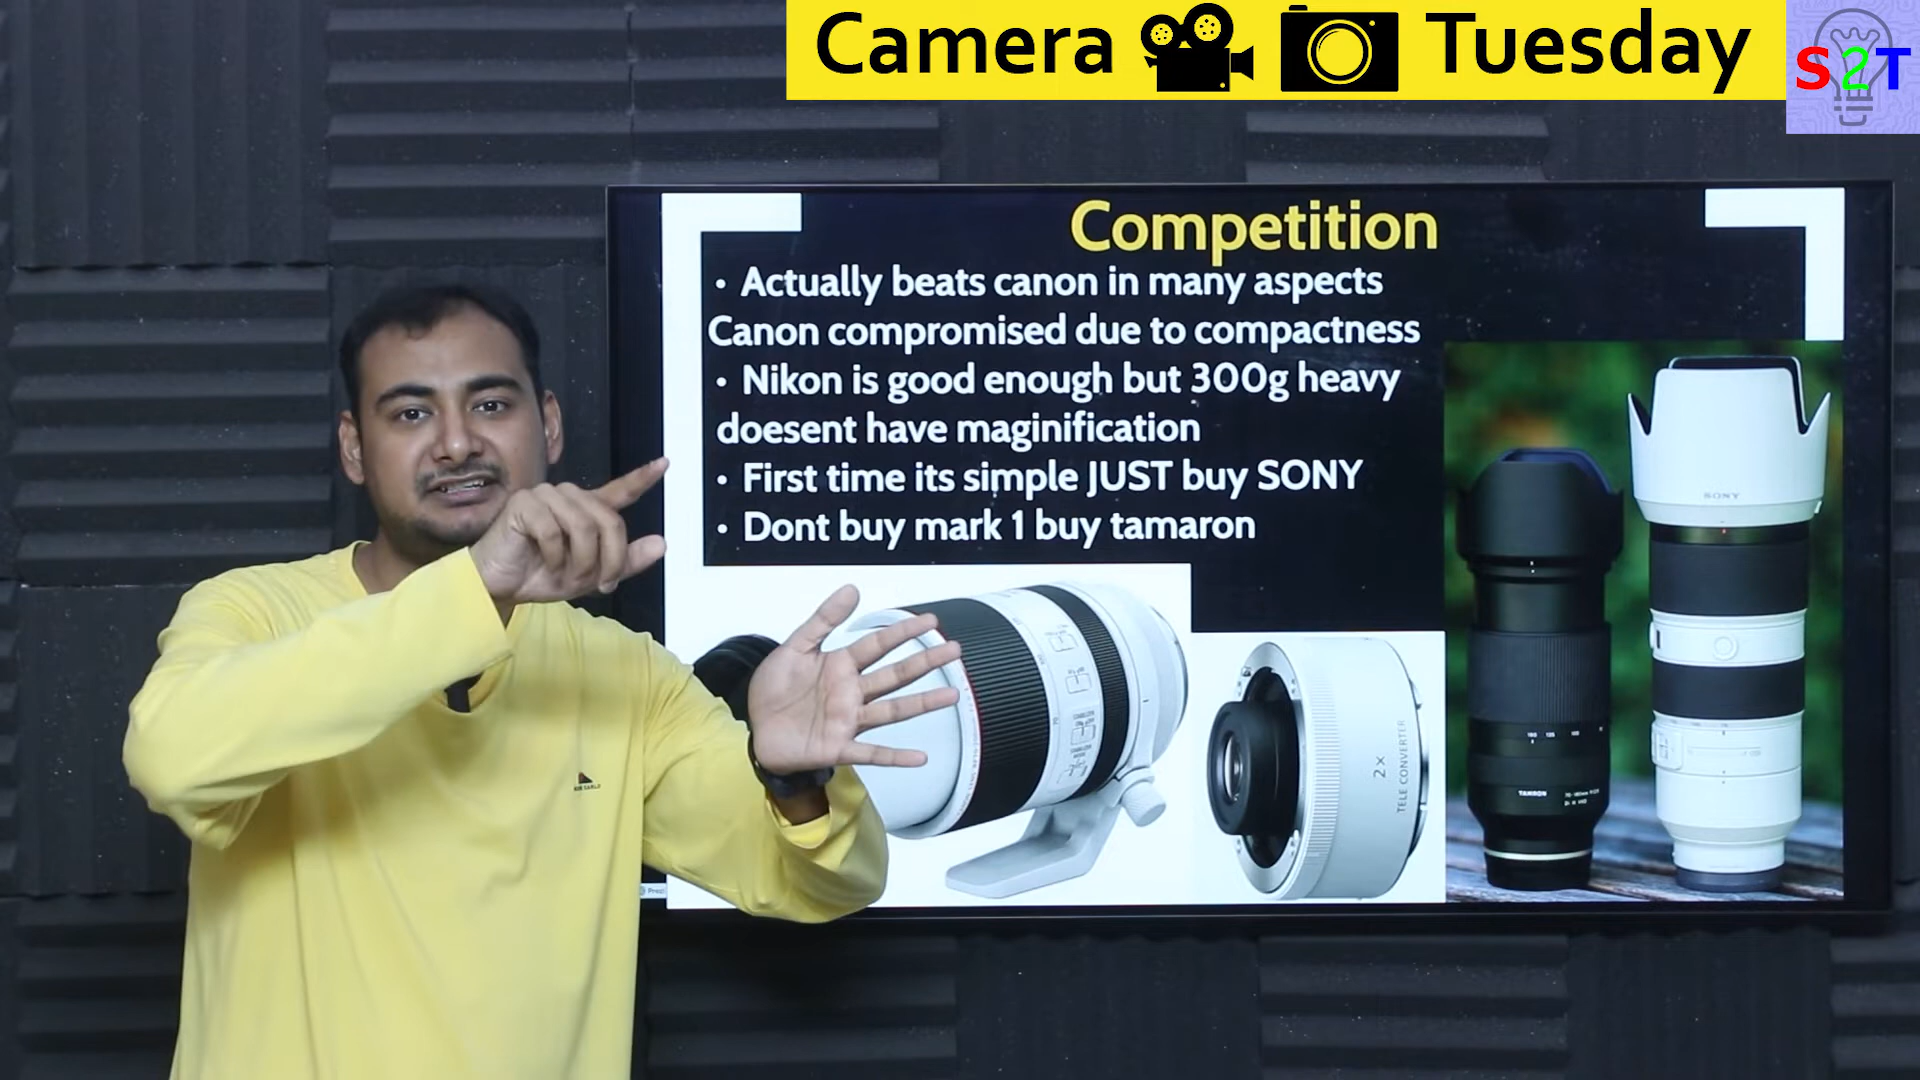 Camera Tuesday
S2T
Competition
• Actually beats canon in many aspects
Canon compromised due to compactness
• Nikon is good enough but 300g heavy
doesent have maginification
• First time its simple JUST buy SONY
• Dont buy mark 1 buy tamaron
SONY
TAMRON
2x
TELE CONVERTER
Prezi